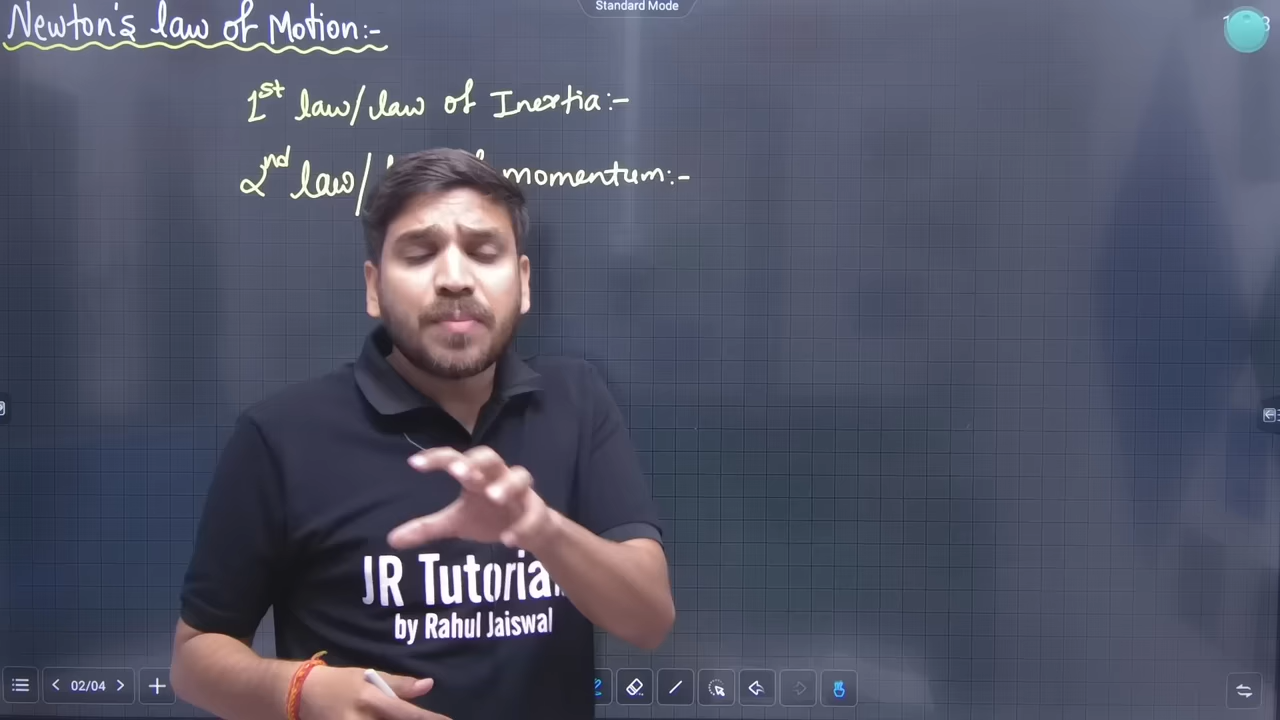 Standard Mode
Newton's law of Motion:-
1st law/law of Inertia:-
2nd law/ momentum:-
JR Tutorial
by Rahul Jaiswal
02/04